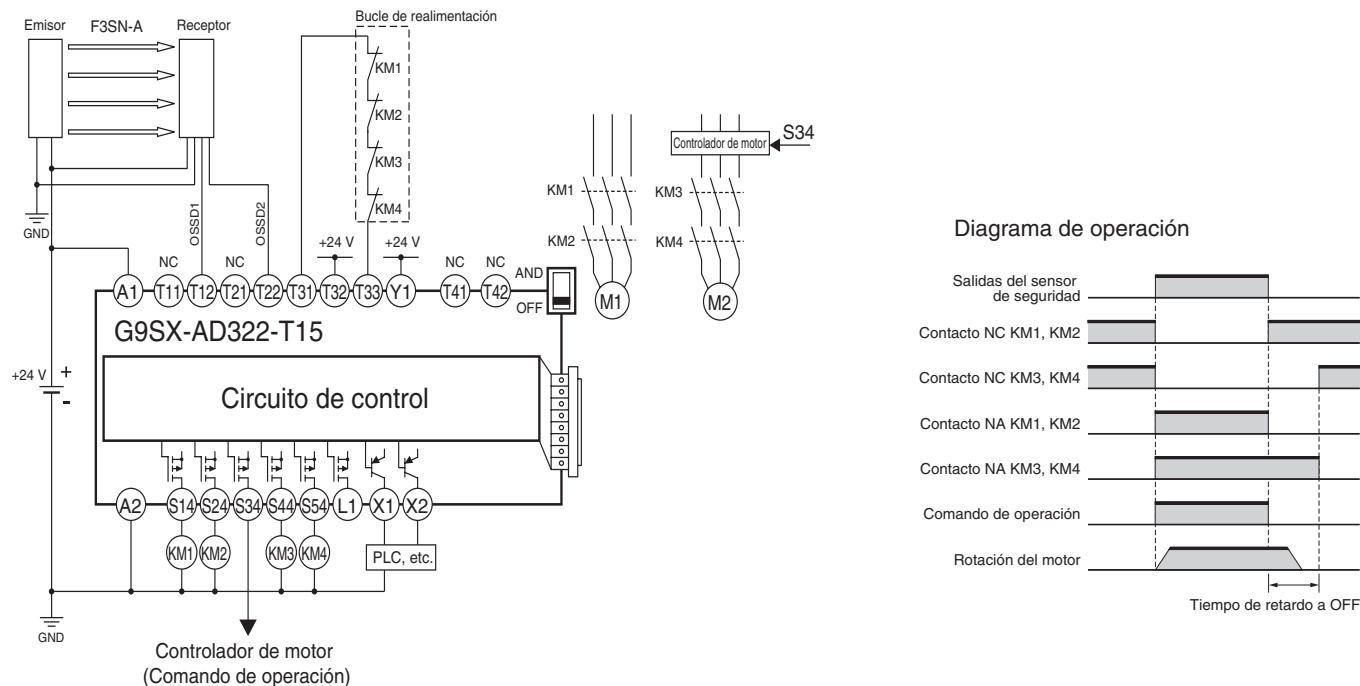 Bucle de realimentación
Emisor
F3SN-A
Receptor
KM1
KM2
KM3
KM4
S34
Controlador de motor
KM1
KM3
KM2
KM4
M1
M2
GND
OSSD1
OSSD2
+24 V
+24 V
NC
NC
NC
NC
AND
OFF
A1
T11
T12
T21
T22
T31
T32
T33
Y1
T41
T42
G9SX-AD322-T15
+24 V
+
-
Circuito de control
A2
S14
S24
S34
S44
S54
L1
X1
X2
KM1
KM2
KM3
KM4
PLC, etc.
GND
Controlador de motor
(Comando de operación)
Diagrama de operación
Salidas del sensor
de seguridad
Contacto NC KM1, KM2
Contacto NC KM3, KM4
Contacto NA KM1, KM2
Contacto NA KM3, KM4
Comando de operación
Rotación del motor
Tiempo de retardo a OFF